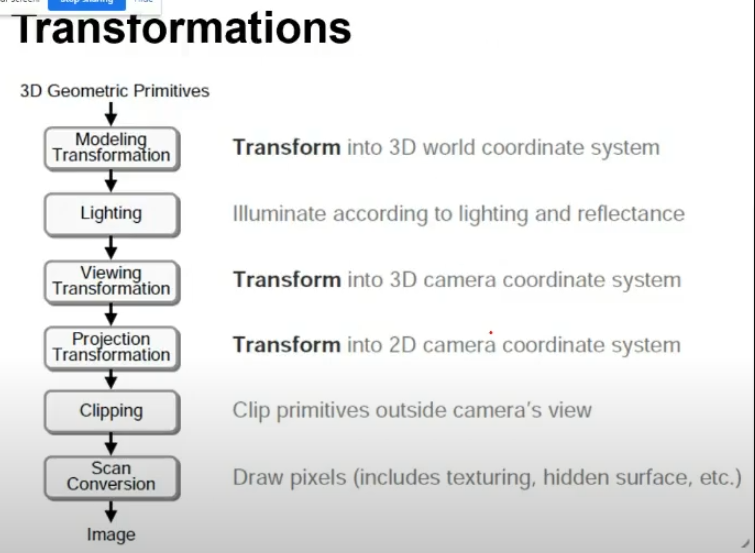 Stop sharing
Hide
Transformations
3D Geometric Primitives
Modeling
Transformation
Transform into 3D world coordinate system
Lighting
Illuminate according to lighting and reflectance
Viewing
Transformation
Transform into 3D camera coordinate system
Projection
Transformation
Transform into 2D camera coordinate system
Clipping
Clip primitives outside camera's view
Scan
Conversion
Draw pixels (includes texturing, hidden surface, etc.)
Image